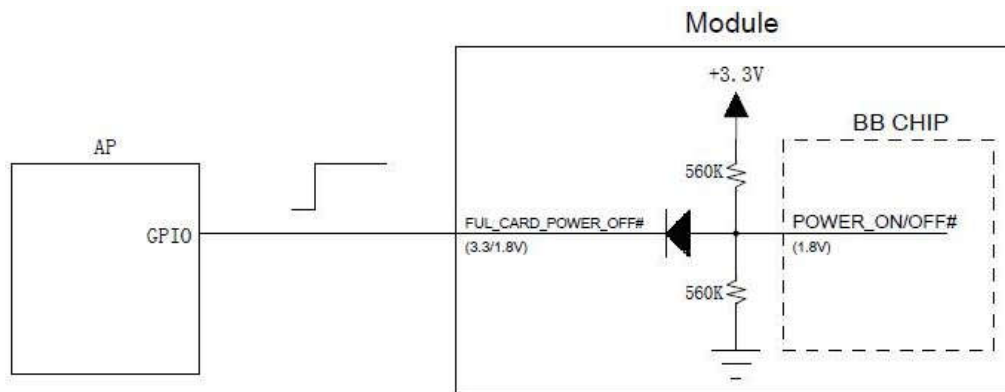 Module
+3.3V
BB CHIP
AP
560K
GPIO
FUL_CARD_POWER_OFF#
POWER_ON/OFF#
(3.3/1.8V)
(1.8V)
560K